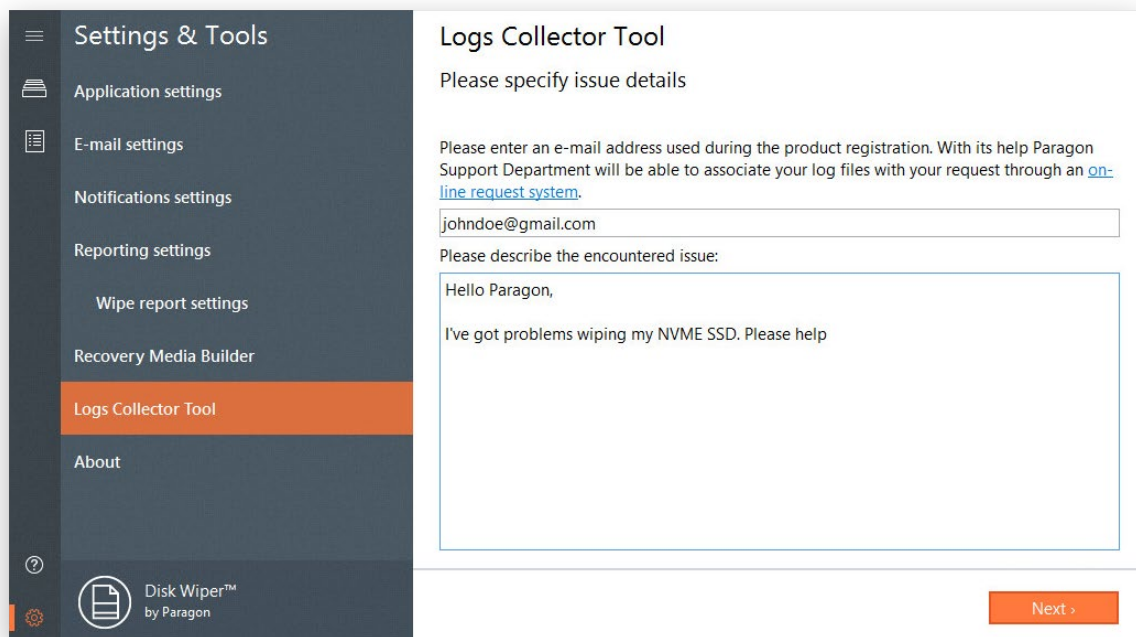 Settings & Tools
Application settings
E-mail settings
Notifications settings
Reporting settings
Wipe report settings
Recovery Media Builder
Logs Collector Tool
About
Disk Wiper™
by Paragon
Logs Collector Tool
Please specify issue details
Please enter an e-mail address used during the product registration. With its help Paragon
Support Department will be able to associate your log files with your request through an on-
line request system.
johndoe@gmail.com
Please describe the encountered issue:
Hello Paragon,
I've got problems wiping my NVME SSD. Please help
Next ›